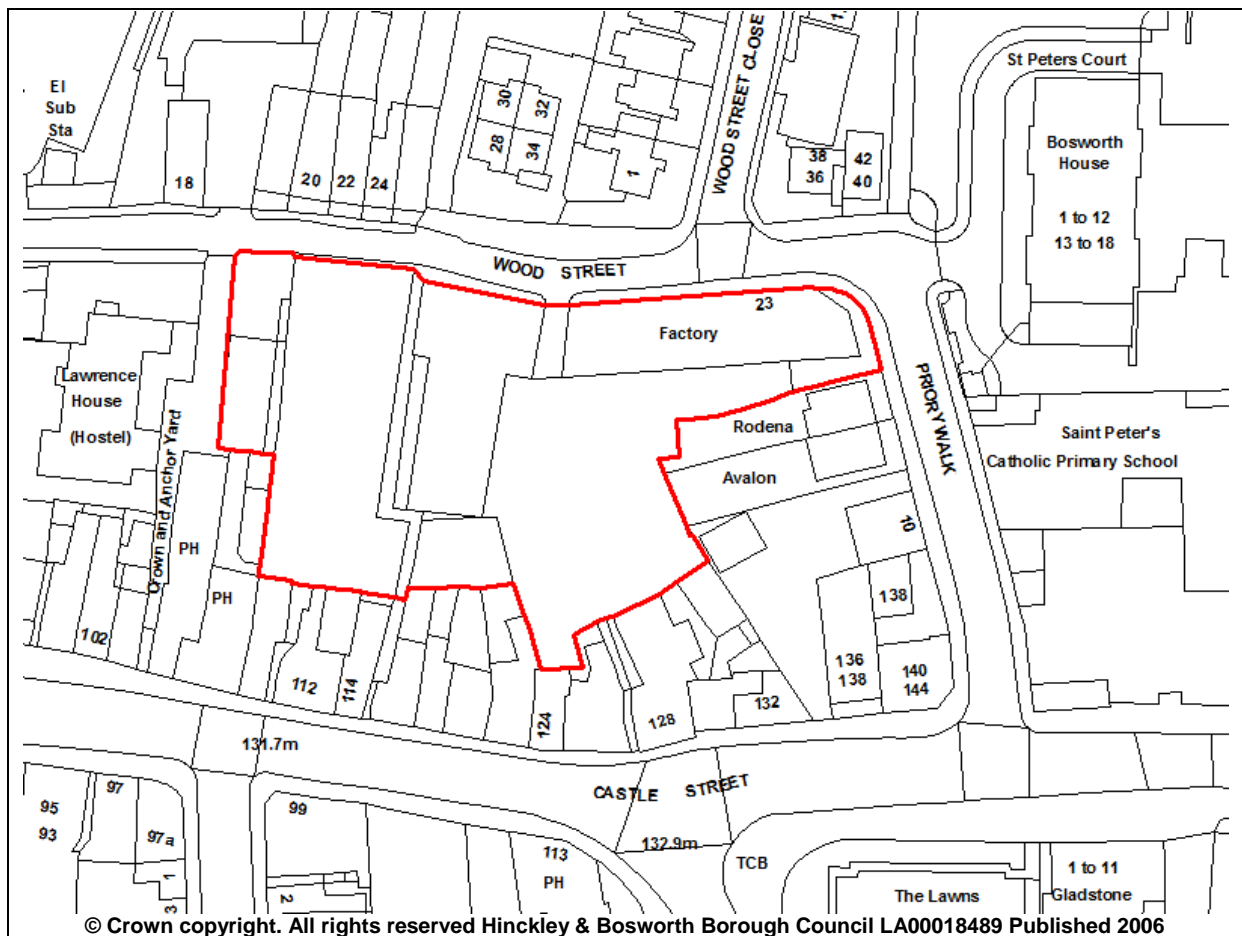 St Peters Court
El
Sub
Sta
30
32
28
34
1
WOOD STREET CLOSE
38
36
42
40
Bosworth
House
1 to 12
13 to 18
18
20
22
24
WOOD STREET
23
Factory
PRIORY WALK
Lawrence
House
(Hostel)
Crown and Anchor Yard
Rodena
Avalon
Saint Peter's
Catholic Primary School
10
PH
PH
102
112
114
124
128
132
138
136
138
140
144
131.7m
CASTLE STREET
132.9m
95
93
97
97a
1
3
99
2
113
PH
TCB
The Lawns
1 to 11
Gladstone
© Crown copyright. All rights reserved Hinckley & Bosworth Borough Council LA00018489 Published 2006